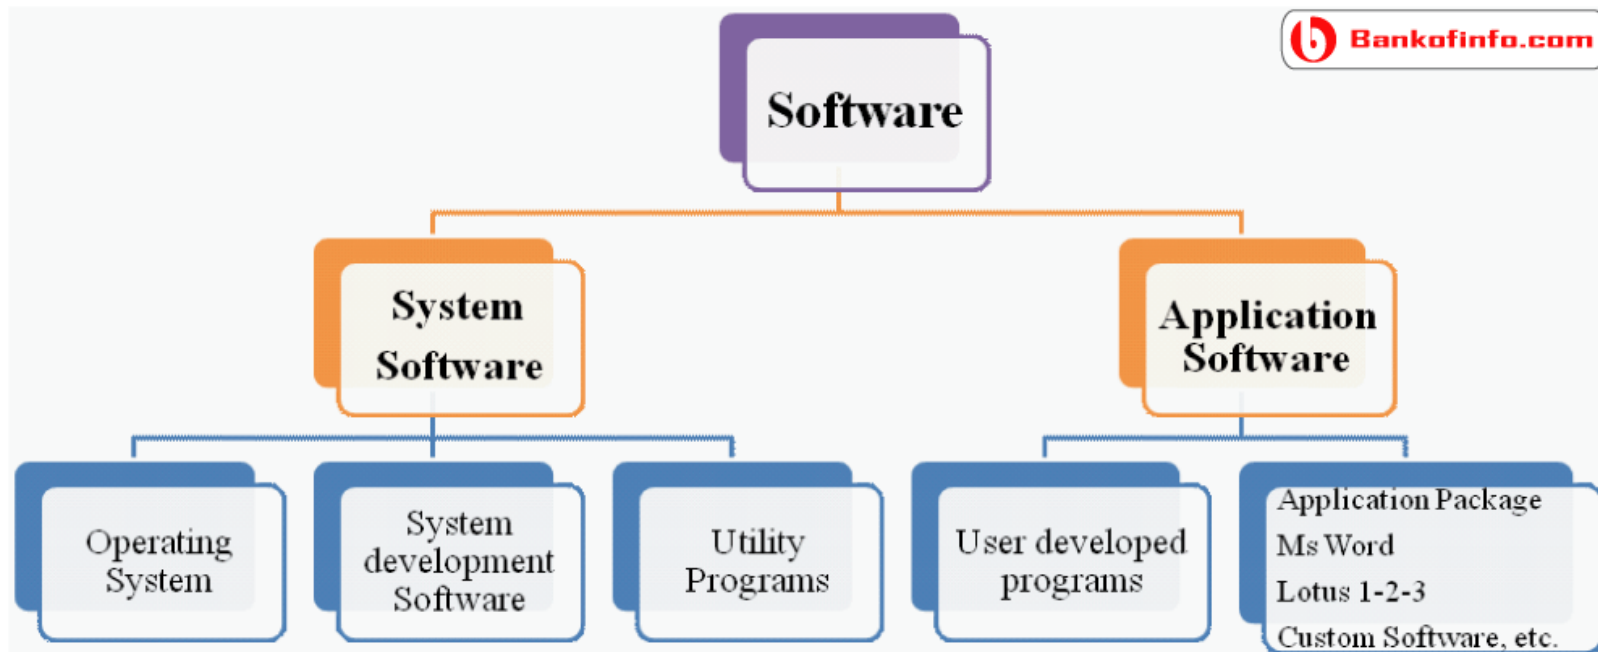 Bankofinfo.com
Software
System
Software
Application
Software
Operating
System
System
development
Software
Utility
Programs
User developed
programs
Application Package
Ms Word
Lotus 1-2-3
Custom Software, etc.